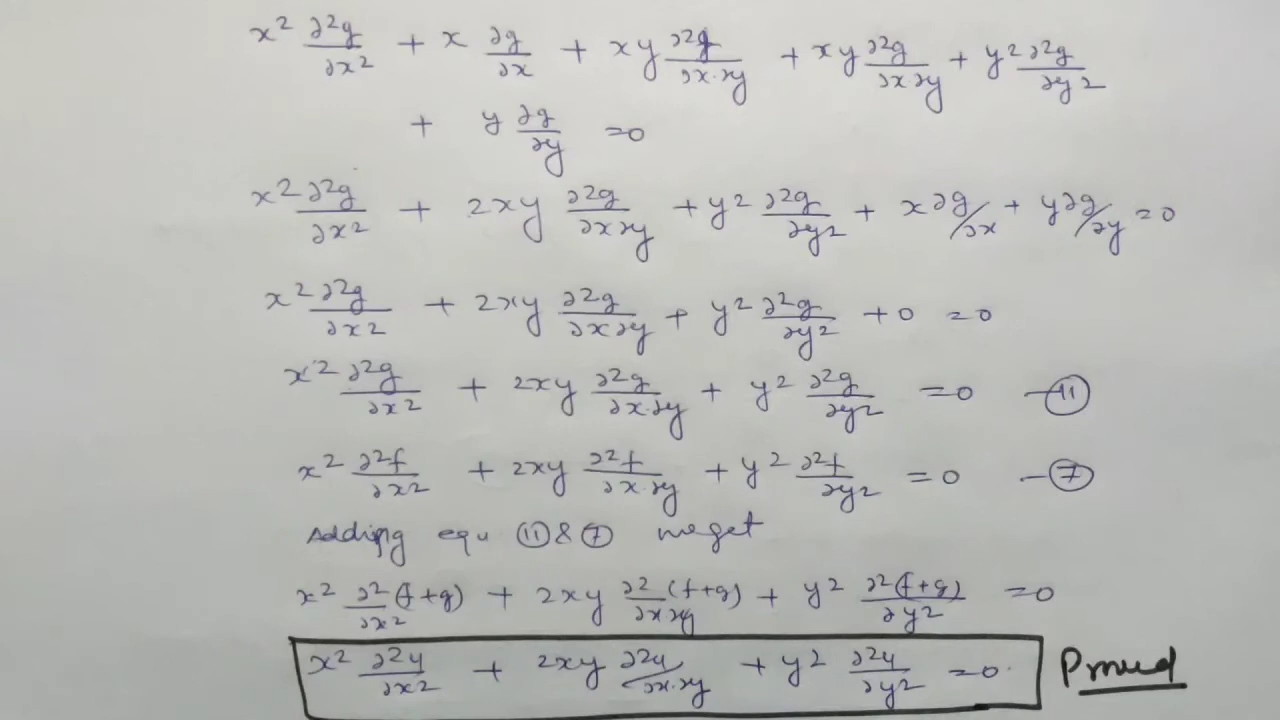 x² ∂²g/∂x² + x ∂g/∂x + xy ∂²g/∂x·∂y + xy ∂²g/∂x∂y + y² ∂²g/∂y²
+ y ∂g/∂y =0
x² ∂²g/∂x² + 2xy ∂²g/∂x∂y + y² ∂²g/∂y² + x∂g/∂x + y∂g/∂y =0
x² ∂²g/∂x² + 2xy ∂²g/∂x∂y + y² ∂²g/∂y² +0 =0
x² ∂²g/∂x² + 2xy ∂²g/∂x·∂y + y² ∂²g/∂y² =0 —⑪
x² ∂²f/∂x² + 2xy ∂²f/∂x·∂y + y² ∂²f/∂y² =0 —⑦
Adding equ ⑪ & ⑦ we get
x² ∂²/∂x² (f+g) + 2xy ∂²/∂x∂y (f+g) + y² ∂²(f+g)/∂y² =0
x² ∂²u/∂x² + 2xy ∂²u/∂x·∂y + y² ∂²u/∂y² =0. Proved